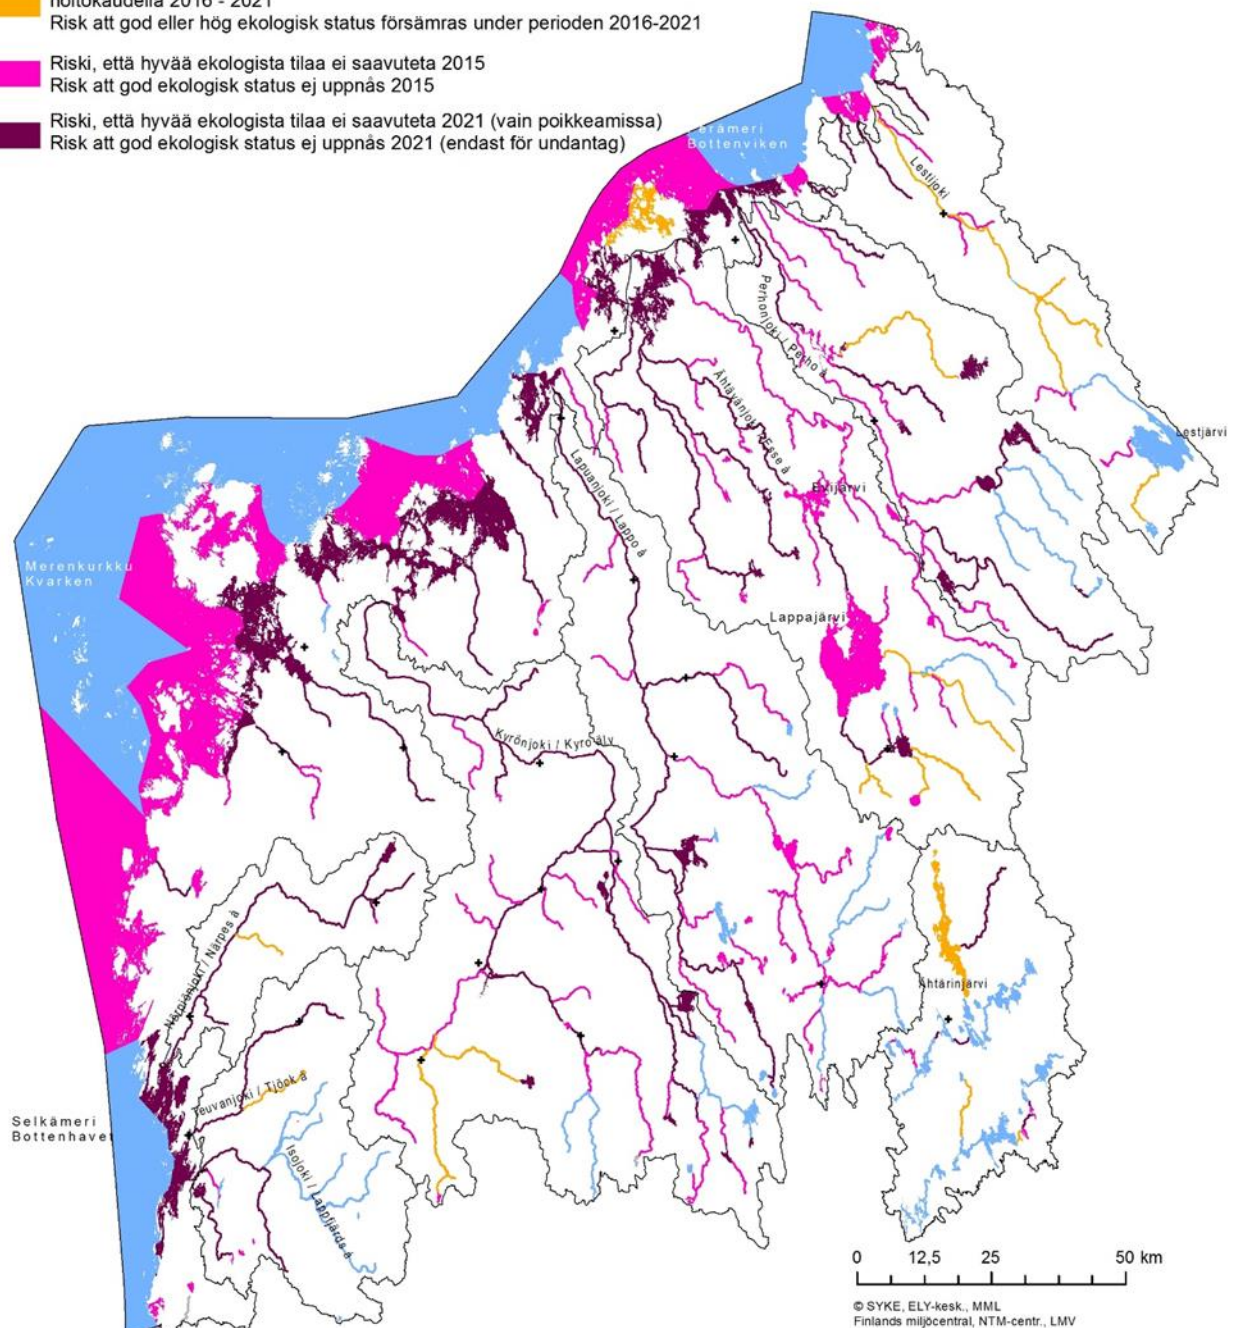 hoitokaudella 2016 - 2021
Risk att god eller hög ekologisk status försämras under perioden 2016-2021
Riski, että hyvää ekologista tilaa ei saavuteta 2015
Risk att god ekologisk status ej uppnås 2015
Riski, että hyvää ekologista tilaa ei saavuteta 2021 (vain poikkeamissa)
Risk att god ekologisk status ej uppnås 2021 (endast för undantag)
Perämeri
Bottenviken
Lestijoki
Perhonjoki / Perho å
Ähtävänjoki / Esse å
Lestjärvi
Lapuanjoki / Lappo å
Evijärvi
Merenkurkku
Kvarken
Lappajärvi
Kyrönjoki / Kyro älv
Närpiönjoki / Närpes å
Ähtärinjärvi
Teuvanjoki / Tjöck å
Selkämeri
Bottenhavet
Isojoki / Lappfjärds å
0 12,5 25 50 km
© SYKE, ELY-kesk., MML
Finlands miljöcentral, NTM-centr., LMV